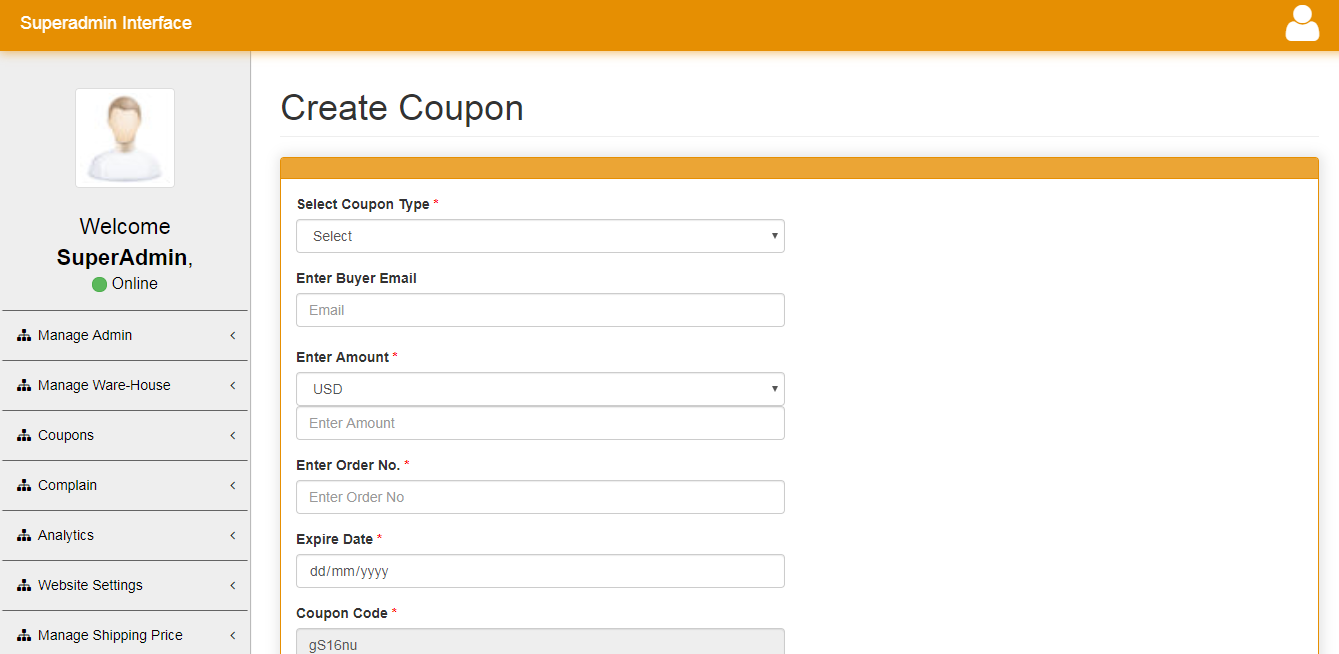 Superadmin Interface
Welcome
SuperAdmin,
Online
Manage Admin
Manage Ware-House
Coupons
Complain
Analytics
Website Settings
Manage Shipping Price
Create Coupon
Select Coupon Type *
Select
Enter Buyer Email
Email
Enter Amount *
USD
Enter Amount
Enter Order No. *
Enter Order No
Expire Date *
dd/mm/yyyy
Coupon Code *
gS16nu